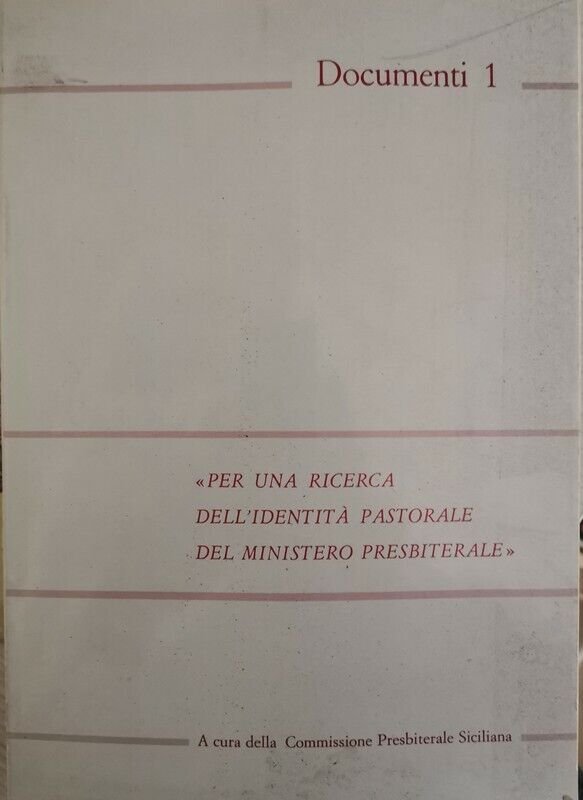 Documenti 1
«PER UNA RICERCA
DELL'IDENTITÀ PASTORALE
DEL MINISTERO PRESBITERALE»
A cura della Commissione Presbiterale Siciliana